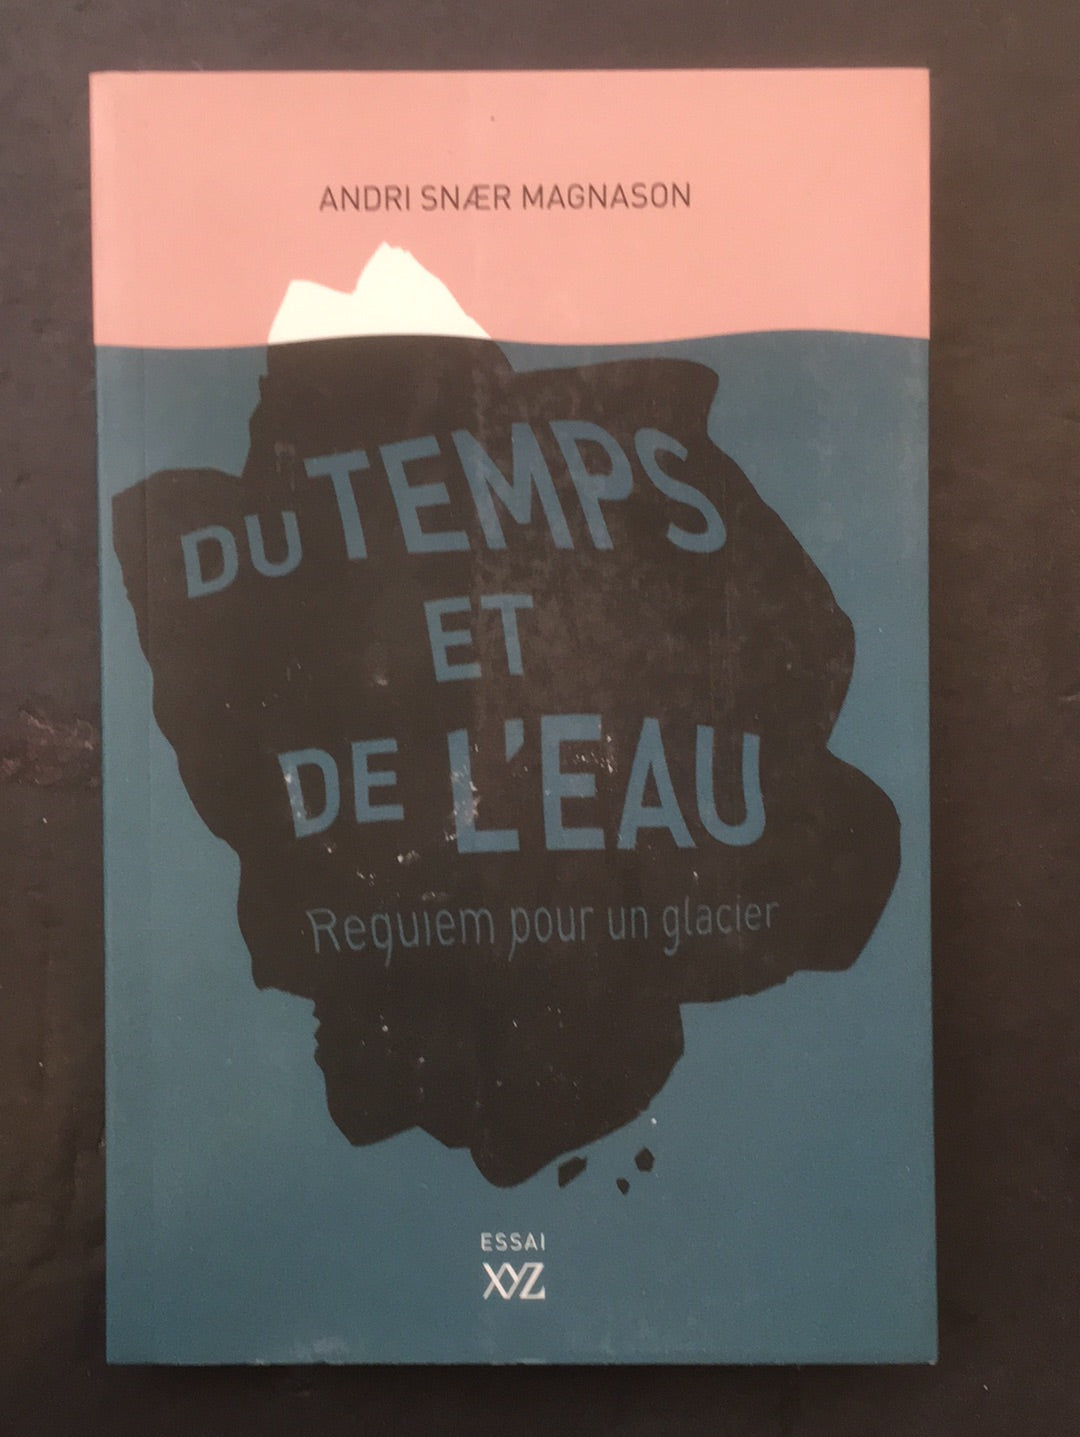 ANDRI SNÆR MAGNASON
DU TEMPS
ET
DE L'EAU
Requiem pour un glacier
ESSAI
XYZ